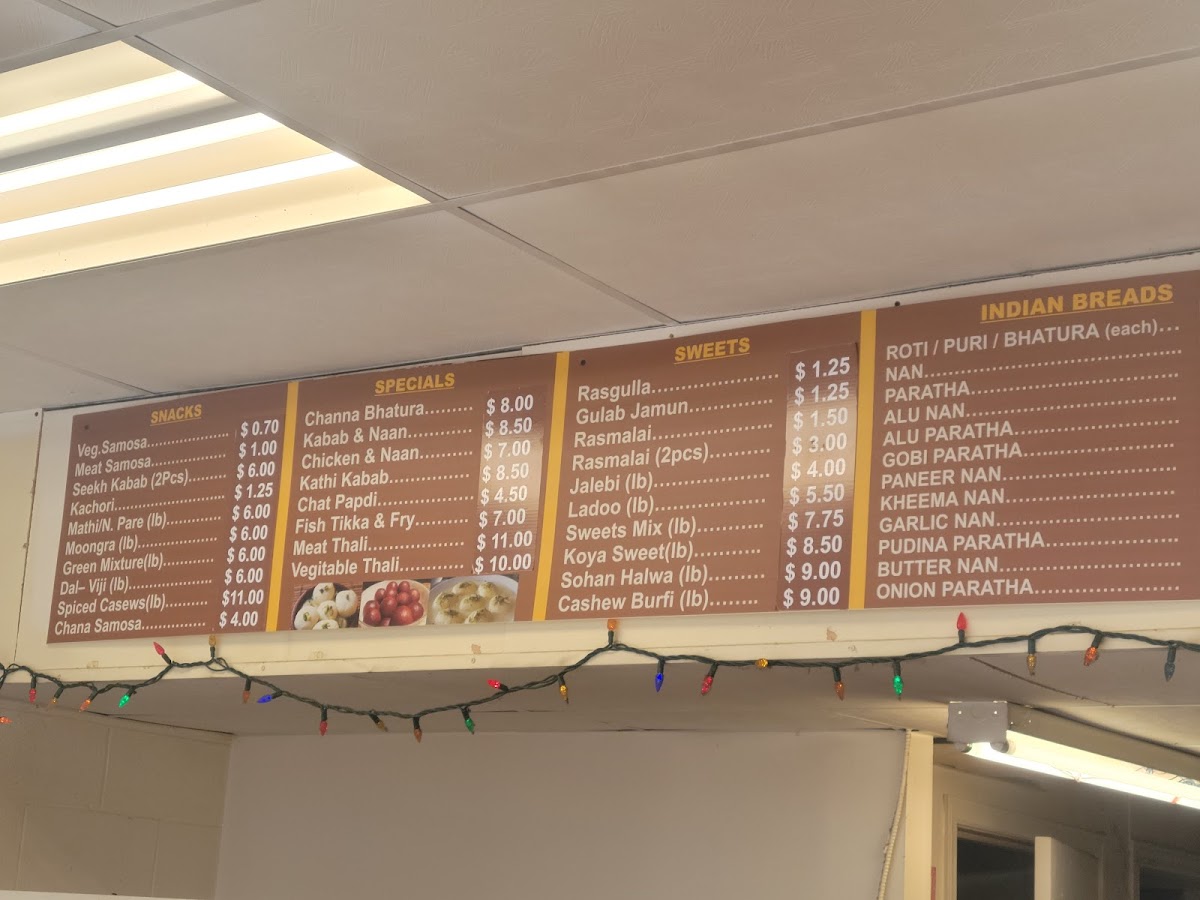 SNACKS
Veg.Samosa.................. $ 0.70
Meat Samosa................ $ 1.00
Seekh Kabab (2Pcs)....... $ 6.00
Kachori......................... $ 1.25
Mathi/N. Pare (lb)............ $ 6.00
Moongra (lb).................. $ 6.00
Green Mixture(lb)............ $ 6.00
Dal– Viji (lb).................. $ 6.00
Spiced Casews(lb).......... $11.00
Chana Samosa.............. $ 4.00
SPECIALS
Channa Bhatura......... $ 8.00
Kabab & Naan............ $ 8.50
Chicken & Naan.......... $ 7.00
Kathi Kabab............... $ 8.50
Chat Papdi................. $ 4.50
Fish Tikka & Fry.......... $ 7.00
Meat Thali.................. $ 11.00
Vegitable Thali............ $ 10.00
SWEETS
Rasgulla..................... $ 1.25
Gulab Jamun............... $ 1.25
Rasmalai.................... $ 1.50
Rasmalai (2pcs).......... $ 3.00
Jalebi (lb)................... $ 4.00
Ladoo (lb).................. $ 5.50
Sweets Mix (lb)........... $ 7.75
Koya Sweet(lb)........... $ 8.50
Sohan Halwa (lb)........ $ 9.00
Cashew Burfi (lb)....... $ 9.00
INDIAN BREADS
ROTI / PURI / BHATURA (each)...
NAN....................................
PARATHA..............................
ALU NAN...............................
ALU PARATHA........................
GOBI PARATHA......................
PANEER NAN.........................
KHEEMA NAN........................
GARLIC NAN..........................
PUDINA PARATHA..................
BUTTER NAN.........................
ONION PARATHA....................